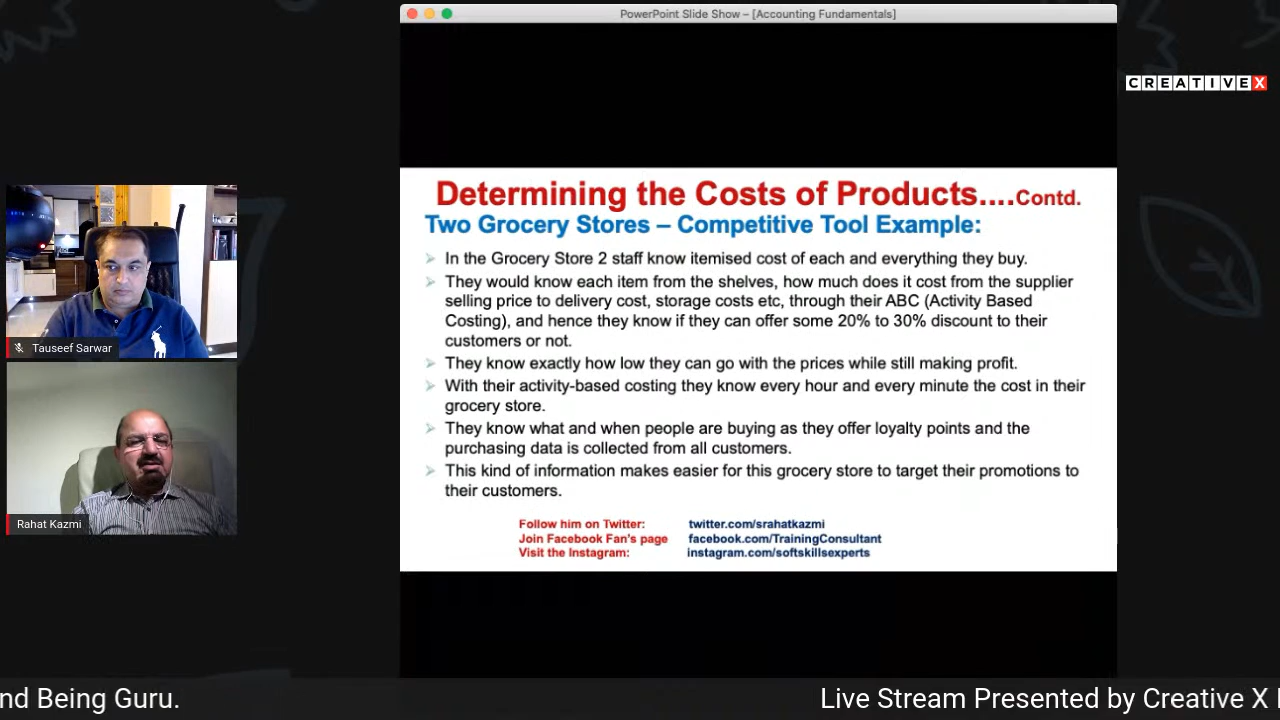 PowerPoint Slide Show – [Accounting Fundamentals]
CREATIVEX
Determining the Costs of Products....Contd.
Two Grocery Stores – Competitive Tool Example:
In the Grocery Store 2 staff know itemised cost of each and everything they buy.
They would know each item from the shelves, how much does it cost from the supplier
selling price to delivery cost, storage costs etc, through their ABC (Activity Based
Costing), and hence they know if they can offer some 20% to 30% discount to their
customers or not.
They know exactly how low they can go with the prices while still making profit.
With their activity-based costing they know every hour and every minute the cost in their
grocery store.
They know what and when people are buying as they offer loyalty points and the
purchasing data is collected from all customers.
This kind of information makes easier for this grocery store to target their promotions to
their customers.
Follow him on Twitter: twitter.com/srahatkazmi
Join Facebook Fan's page facebook.com/TrainingConsultant
Visit the Instagram: instagram.com/softskillsexperts
Tauseef Sarwar
Rahat Kazmi
nd Being Guru. Live Stream Presented by Creative X